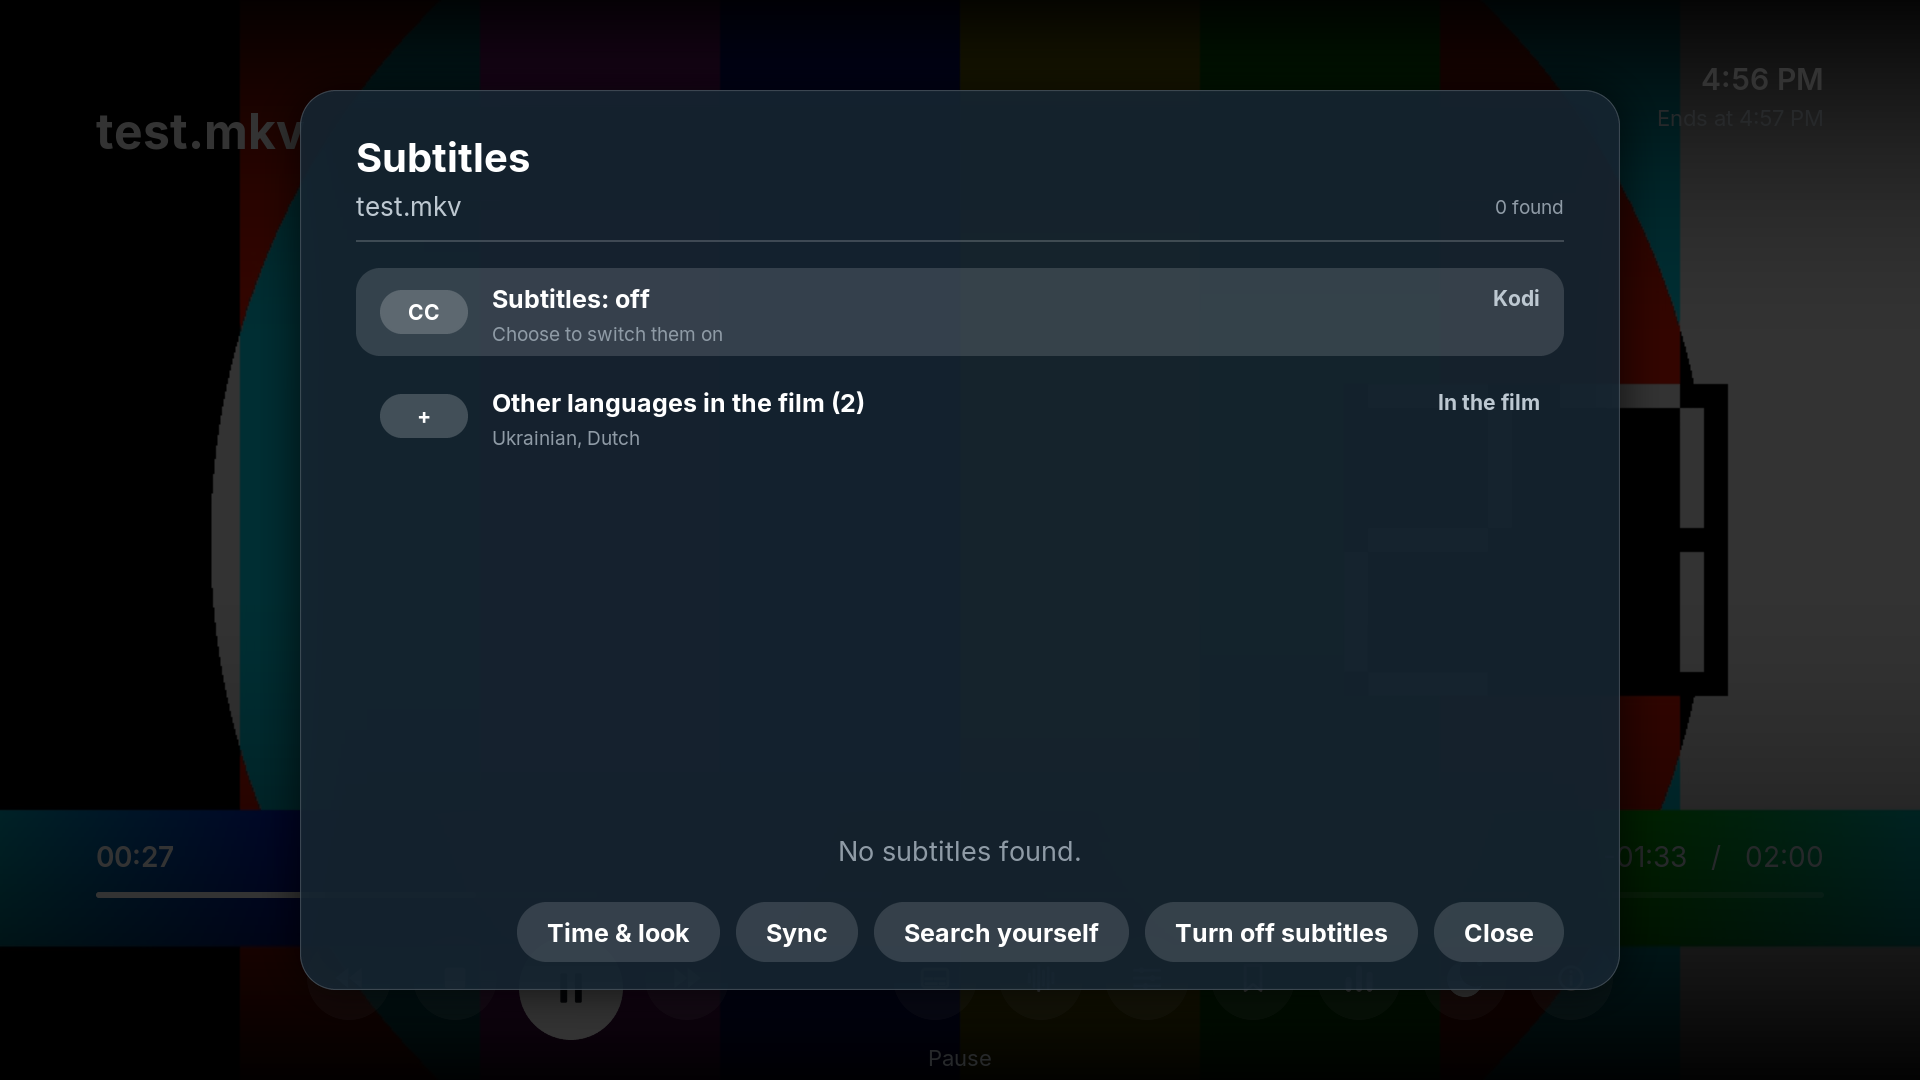 4:56 PM
Ends at 4:57 PM
test.mkv
Subtitles
test.mkv
0 found
CC
Subtitles: off
Kodi
Choose to switch them on
+
Other languages in the film (2)
In the film
Ukrainian, Dutch
No subtitles found.
00:27
01:33 / 02:00
Time & look
Sync
Search yourself
Turn off subtitles
Close
Pause